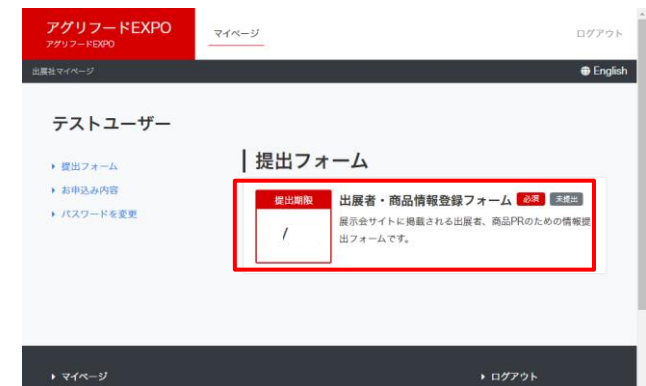 アグリフードEXPO
アグリフードEXPO
マイページ
ログアウト
出展社マイページ
English
テストユーザー
提出フォーム
お申込み内容
パスワードを変更
提出フォーム
提出期限
/
出展者・商品情報登録フォーム 必須 未提出
展示会サイトに掲載される出展者、商品PRのための情報提
出フォームです。
マイページ
ログアウト